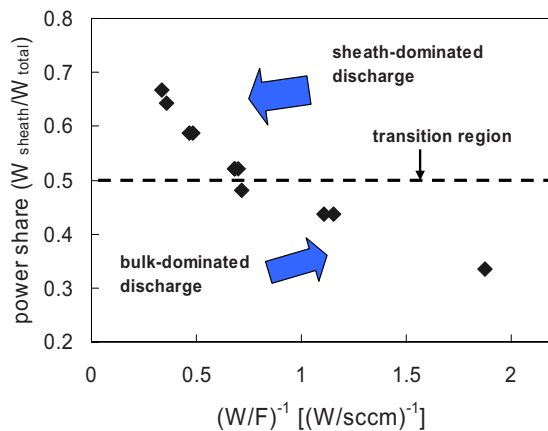 0.8
0.7
0.6
0.5
0.4
0.3
0.2
power share (W sheath/W total)
sheath-dominated
discharge
transition region
bulk-dominated
discharge
0
0.5
1
1.5
2
(W/F)⁻¹ [(W/sccm)⁻¹]